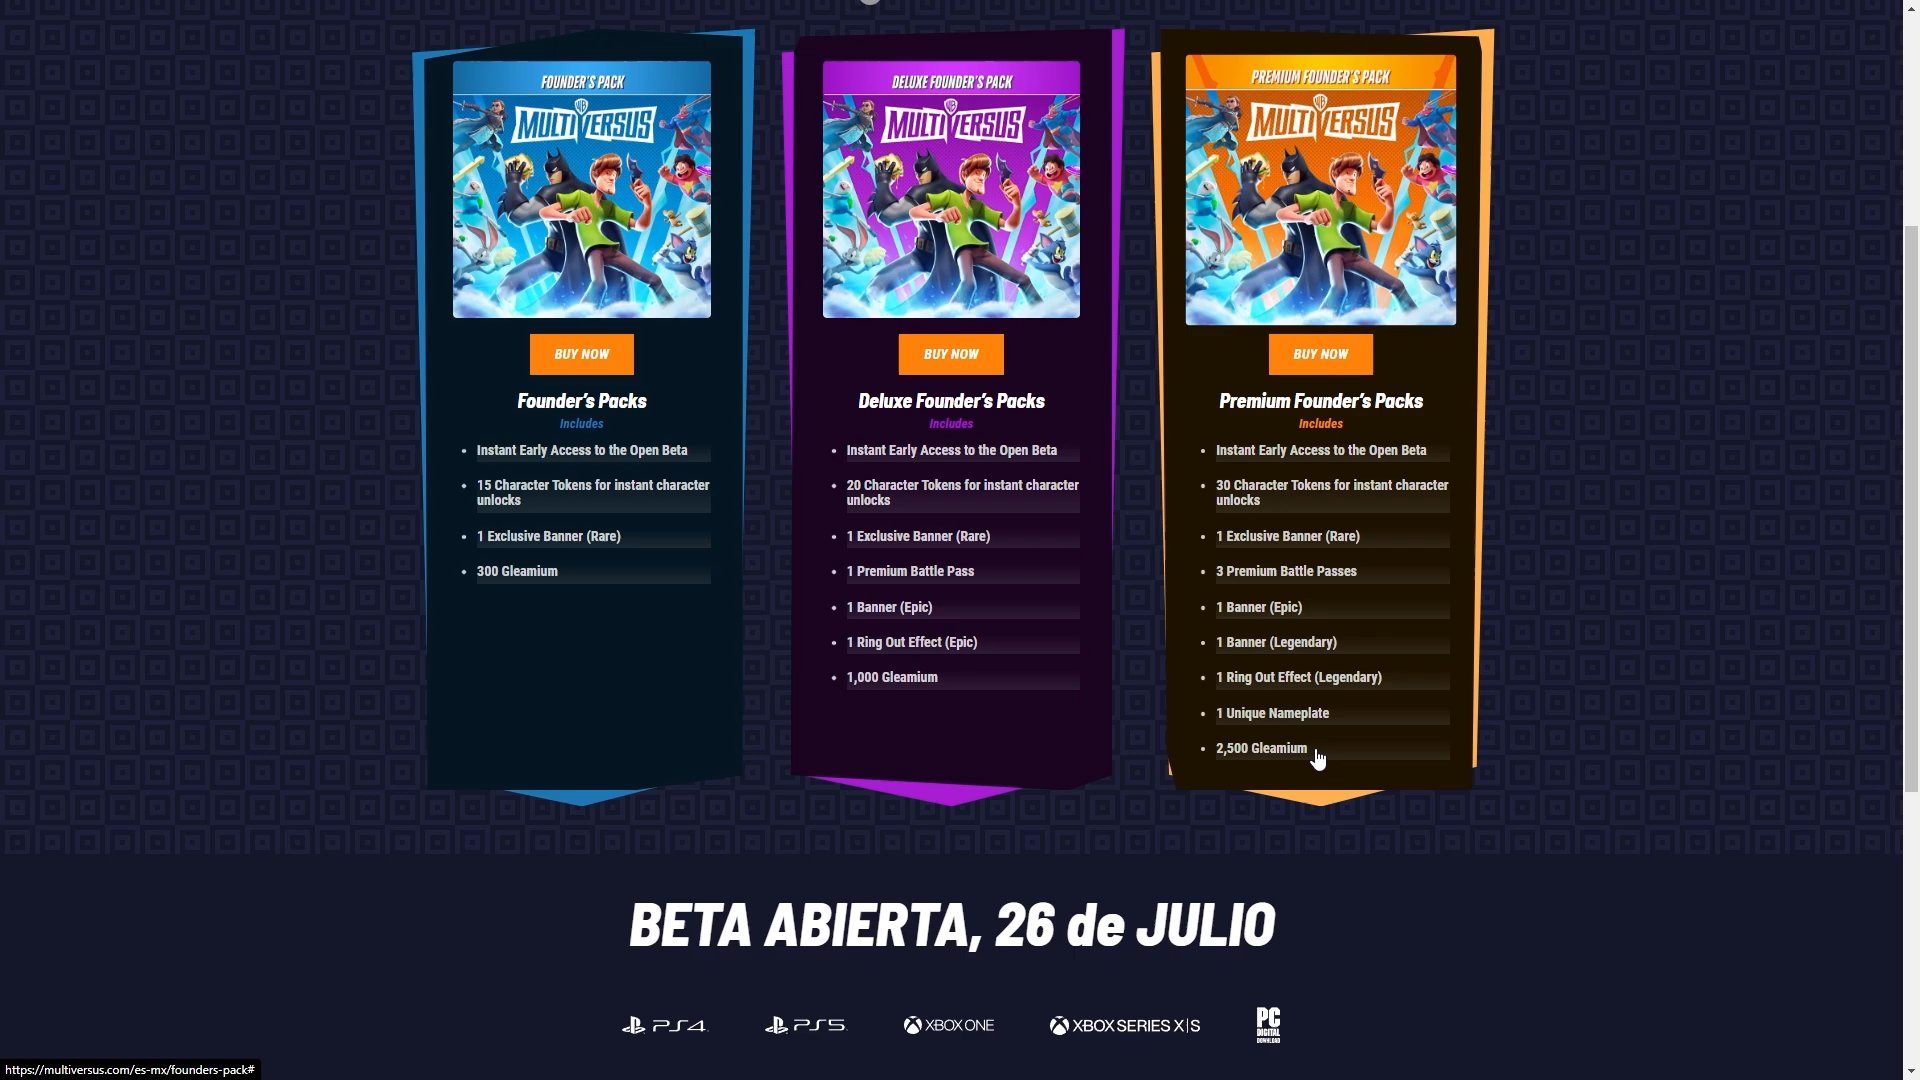 FOUNDER'S PACK
MULTIVERSUS
BUY NOW
Founder's Packs
Includes
• Instant Early Access to the Open Beta
• 15 Character Tokens for instant character
unlocks
• 1 Exclusive Banner (Rare)
• 300 Gleamium
DELUXE FOUNDER'S PACK
MULTIVERSUS
BUY NOW
Deluxe Founder's Packs
Includes
• Instant Early Access to the Open Beta
• 20 Character Tokens for instant character
unlocks
• 1 Exclusive Banner (Rare)
• 1 Premium Battle Pass
• 1 Banner (Epic)
• 1 Ring Out Effect (Epic)
• 1,000 Gleamium
PREMIUM FOUNDER'S PACK
MULTIVERSUS
BUY NOW
Premium Founder's Packs
Includes
• Instant Early Access to the Open Beta
• 30 Character Tokens for instant character
unlocks
• 1 Exclusive Banner (Rare)
• 3 Premium Battle Passes
• 1 Banner (Epic)
• 1 Banner (Legendary)
• 1 Ring Out Effect (Legendary)
• 1 Unique Nameplate
• 2,500 Gleamium
BETA ABIERTA, 26 de JULIO
PS4 PS5 XBOX ONE XBOX SERIES X|S PC
DIGITAL
DOWNLOAD
https://multiversus.com/es-mx/founders-pack#